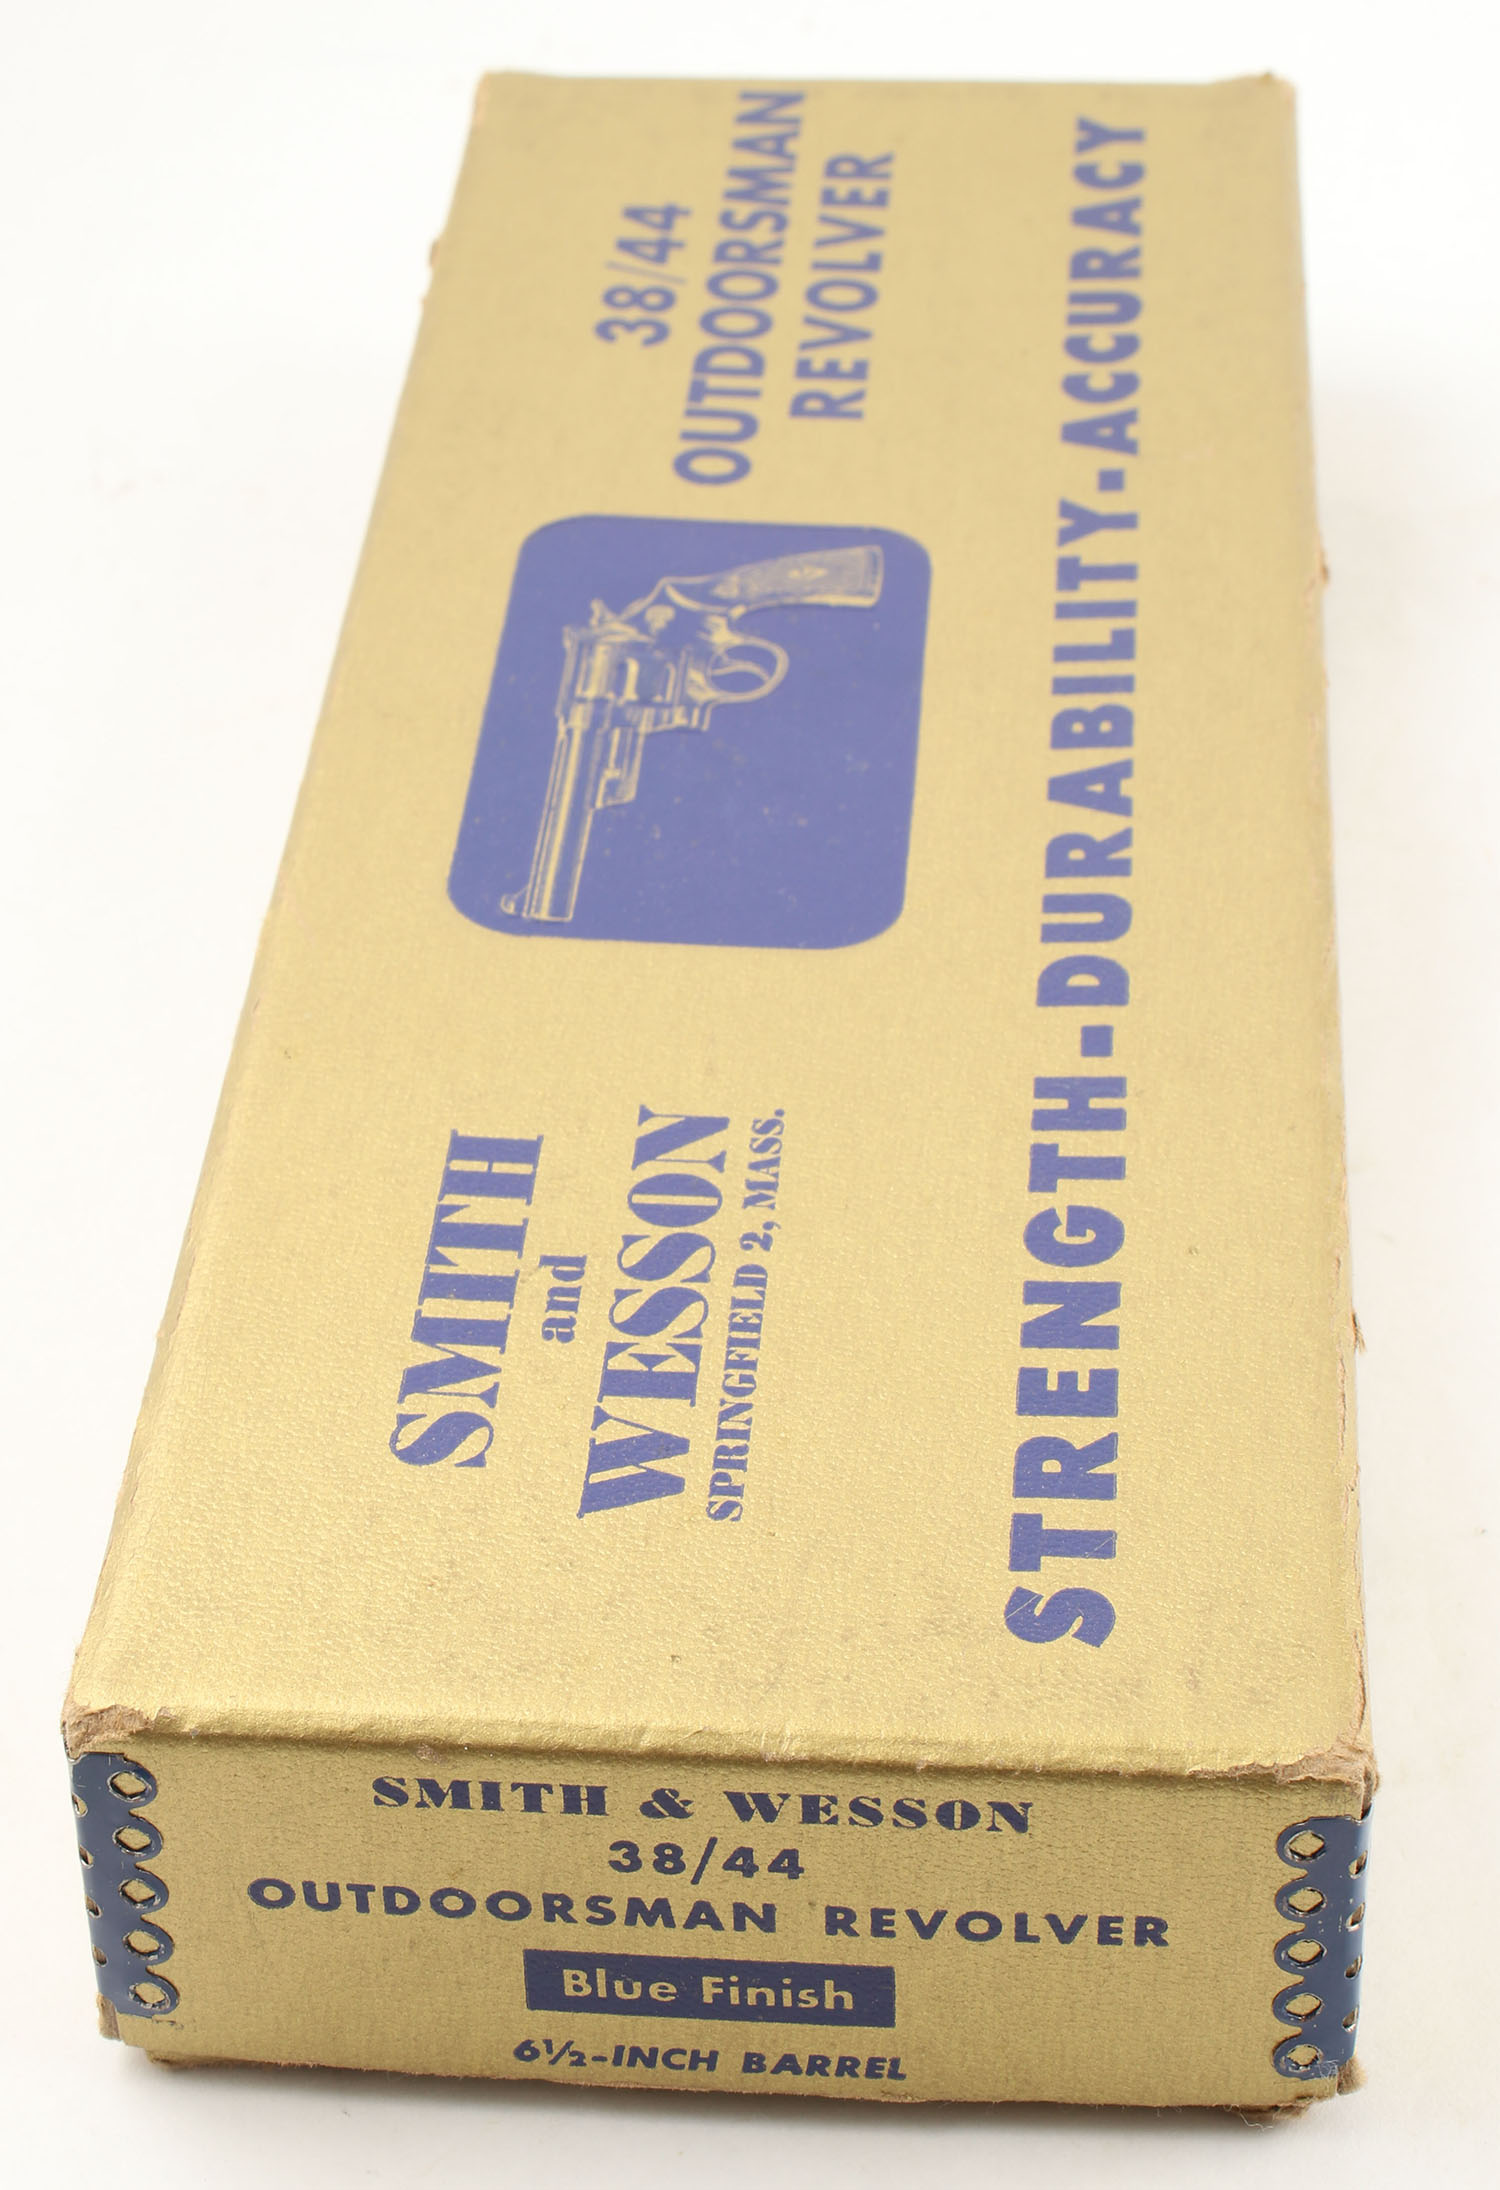 SMITH
and
WESSON
SPRINGFIELD 2, MASS.
38/44
OUTDOORSMAN
REVOLVER
STRENGTH-DURABILITY-ACCURACY
SMITH & WESSON
38/44
OUTDOORSMAN REVOLVER
Blue Finish
6½-INCH BARREL